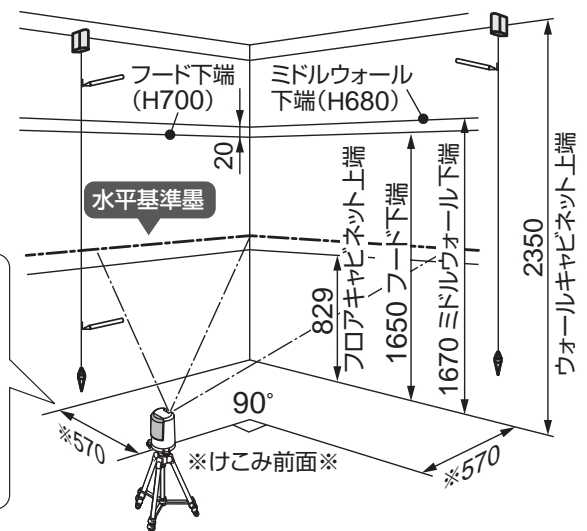 フード下端
(H700)
ミドルウォール
下端(H680)
20
水平基準墨
829
フロアキャビネット上端
1650 フード下端
1670 ミドルウォール下端
2350
ウォールキャビネット上端
90°
※570
※けこみ前面※
※570